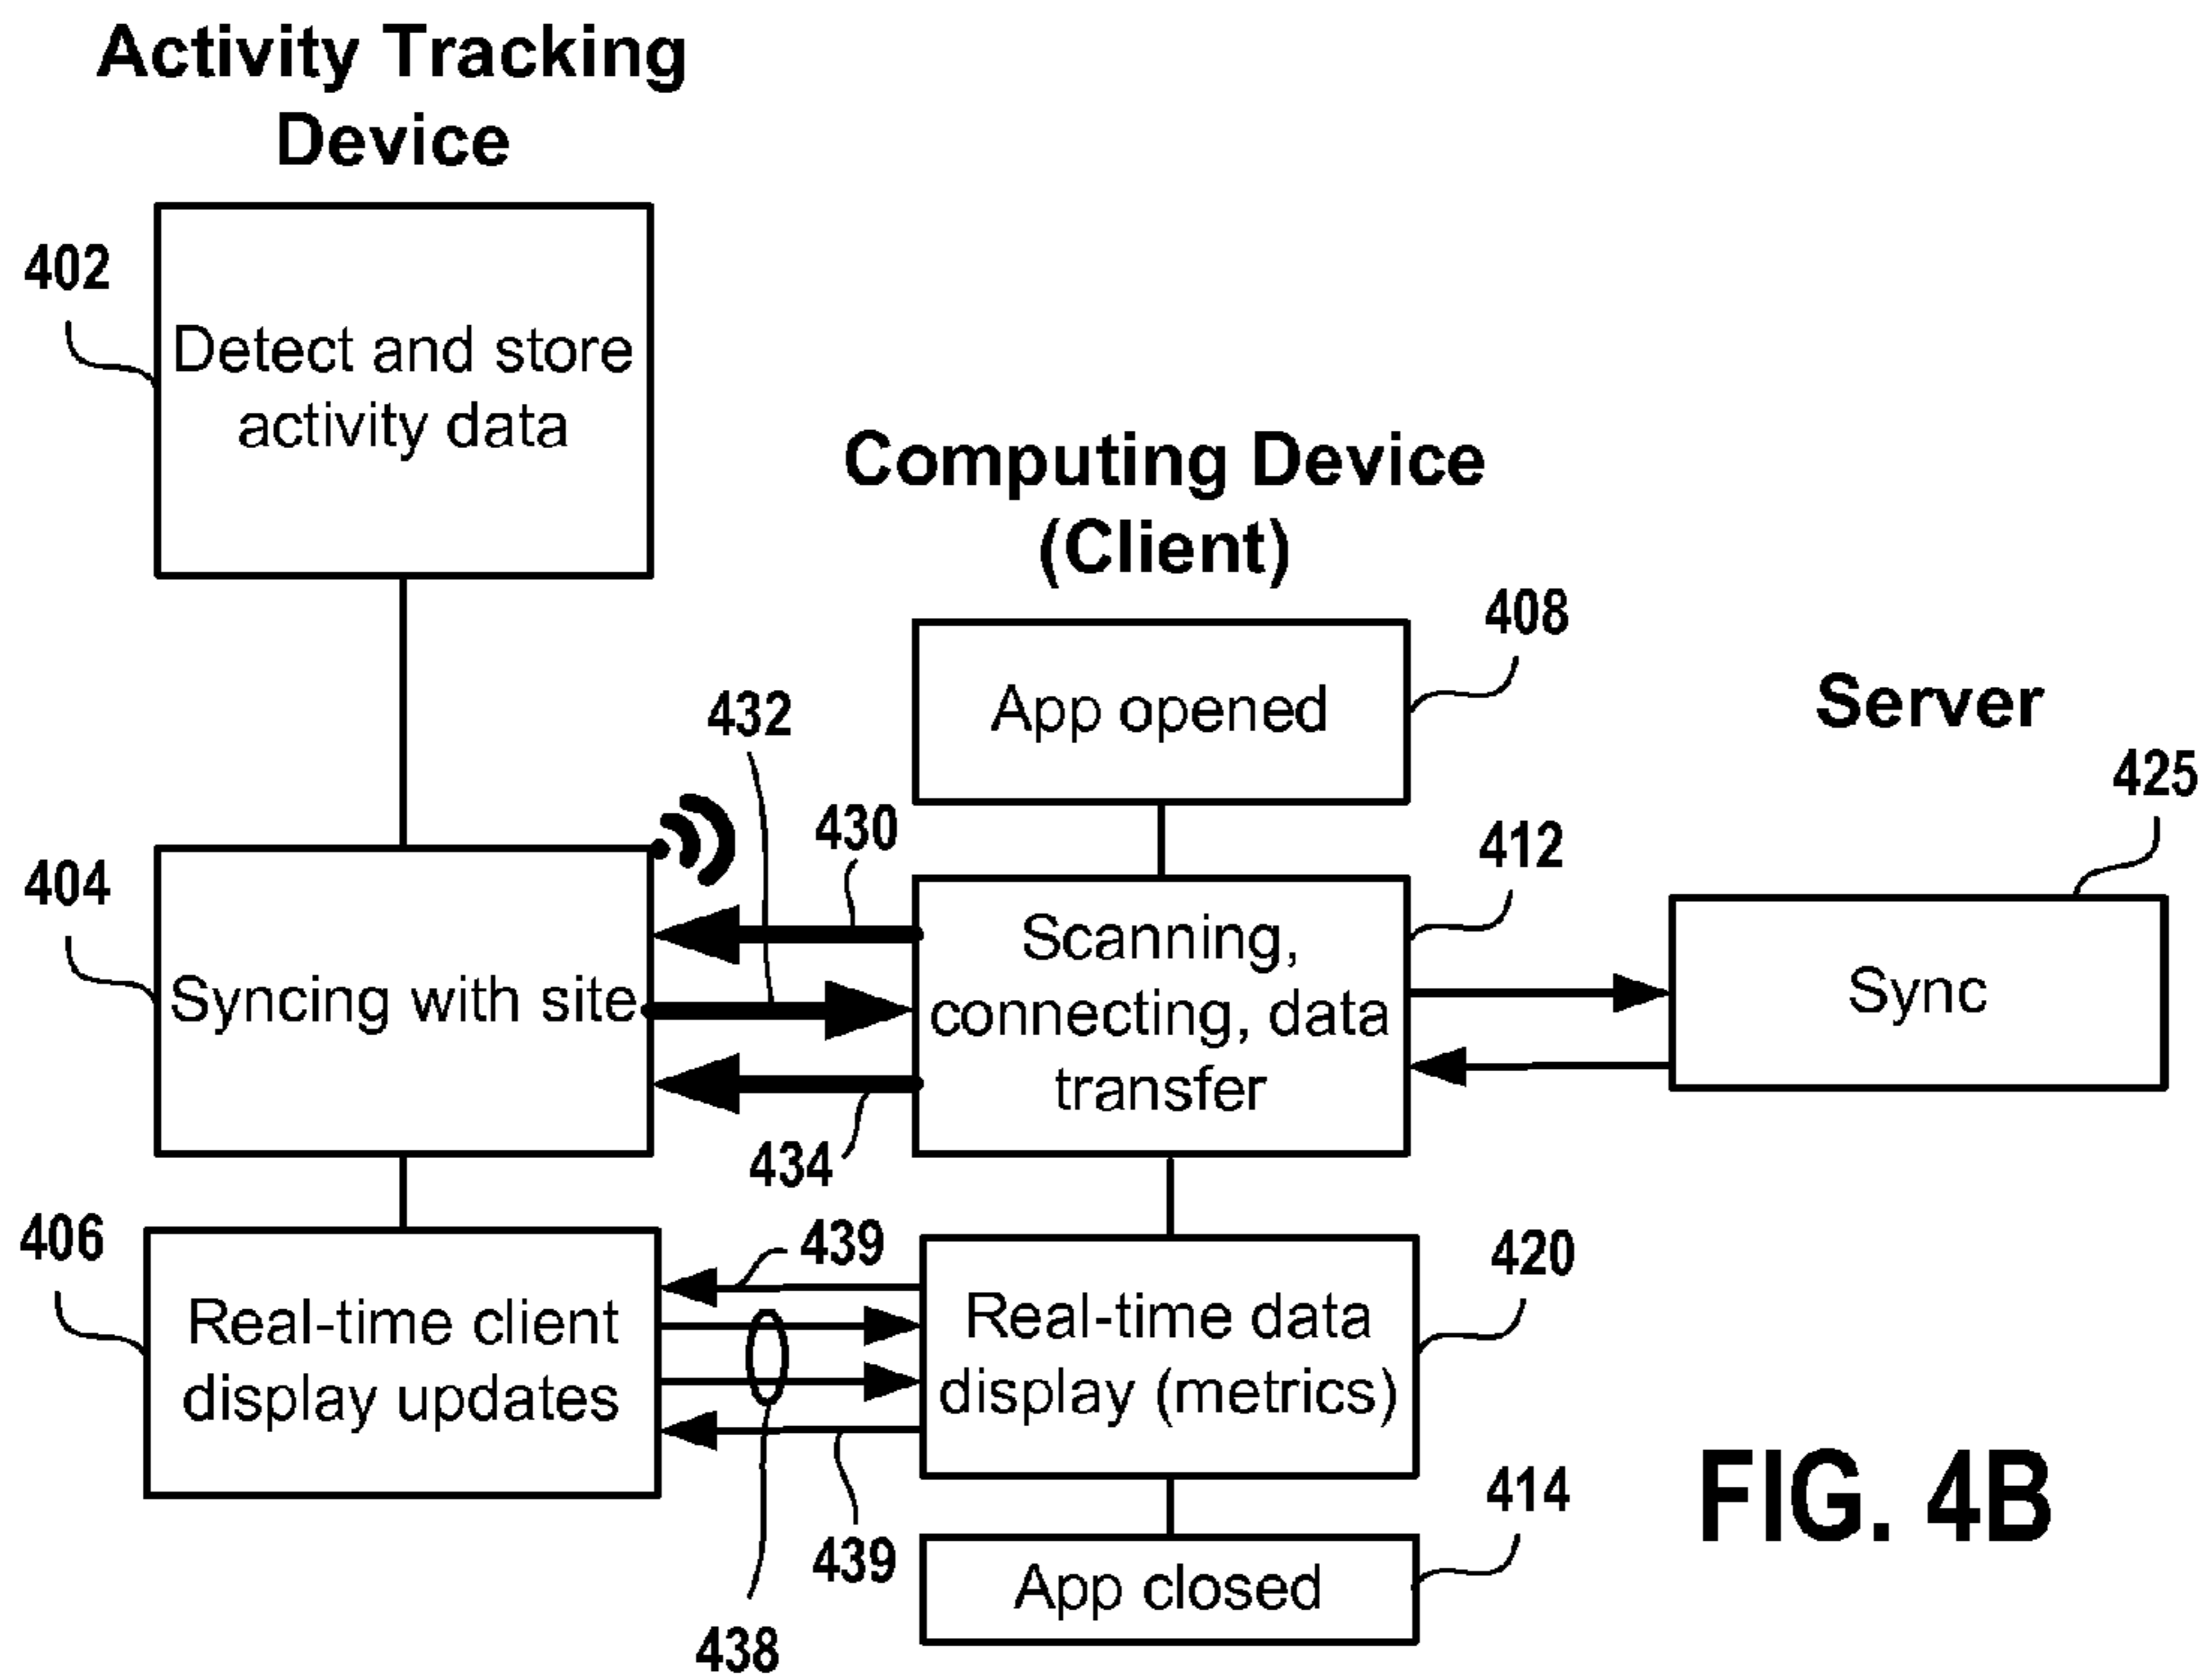 Activity Tracking
Device
402
Detect and store
activity data
Computing Device
(Client)
408
App opened
Server
432
425
430
412
404
Syncing with site
Scanning,
connecting, data
transfer
Sync
434
406
439
420
Real-time client
display updates
Real-time data
display (metrics)
414
439
App closed
438
FIG. 4B